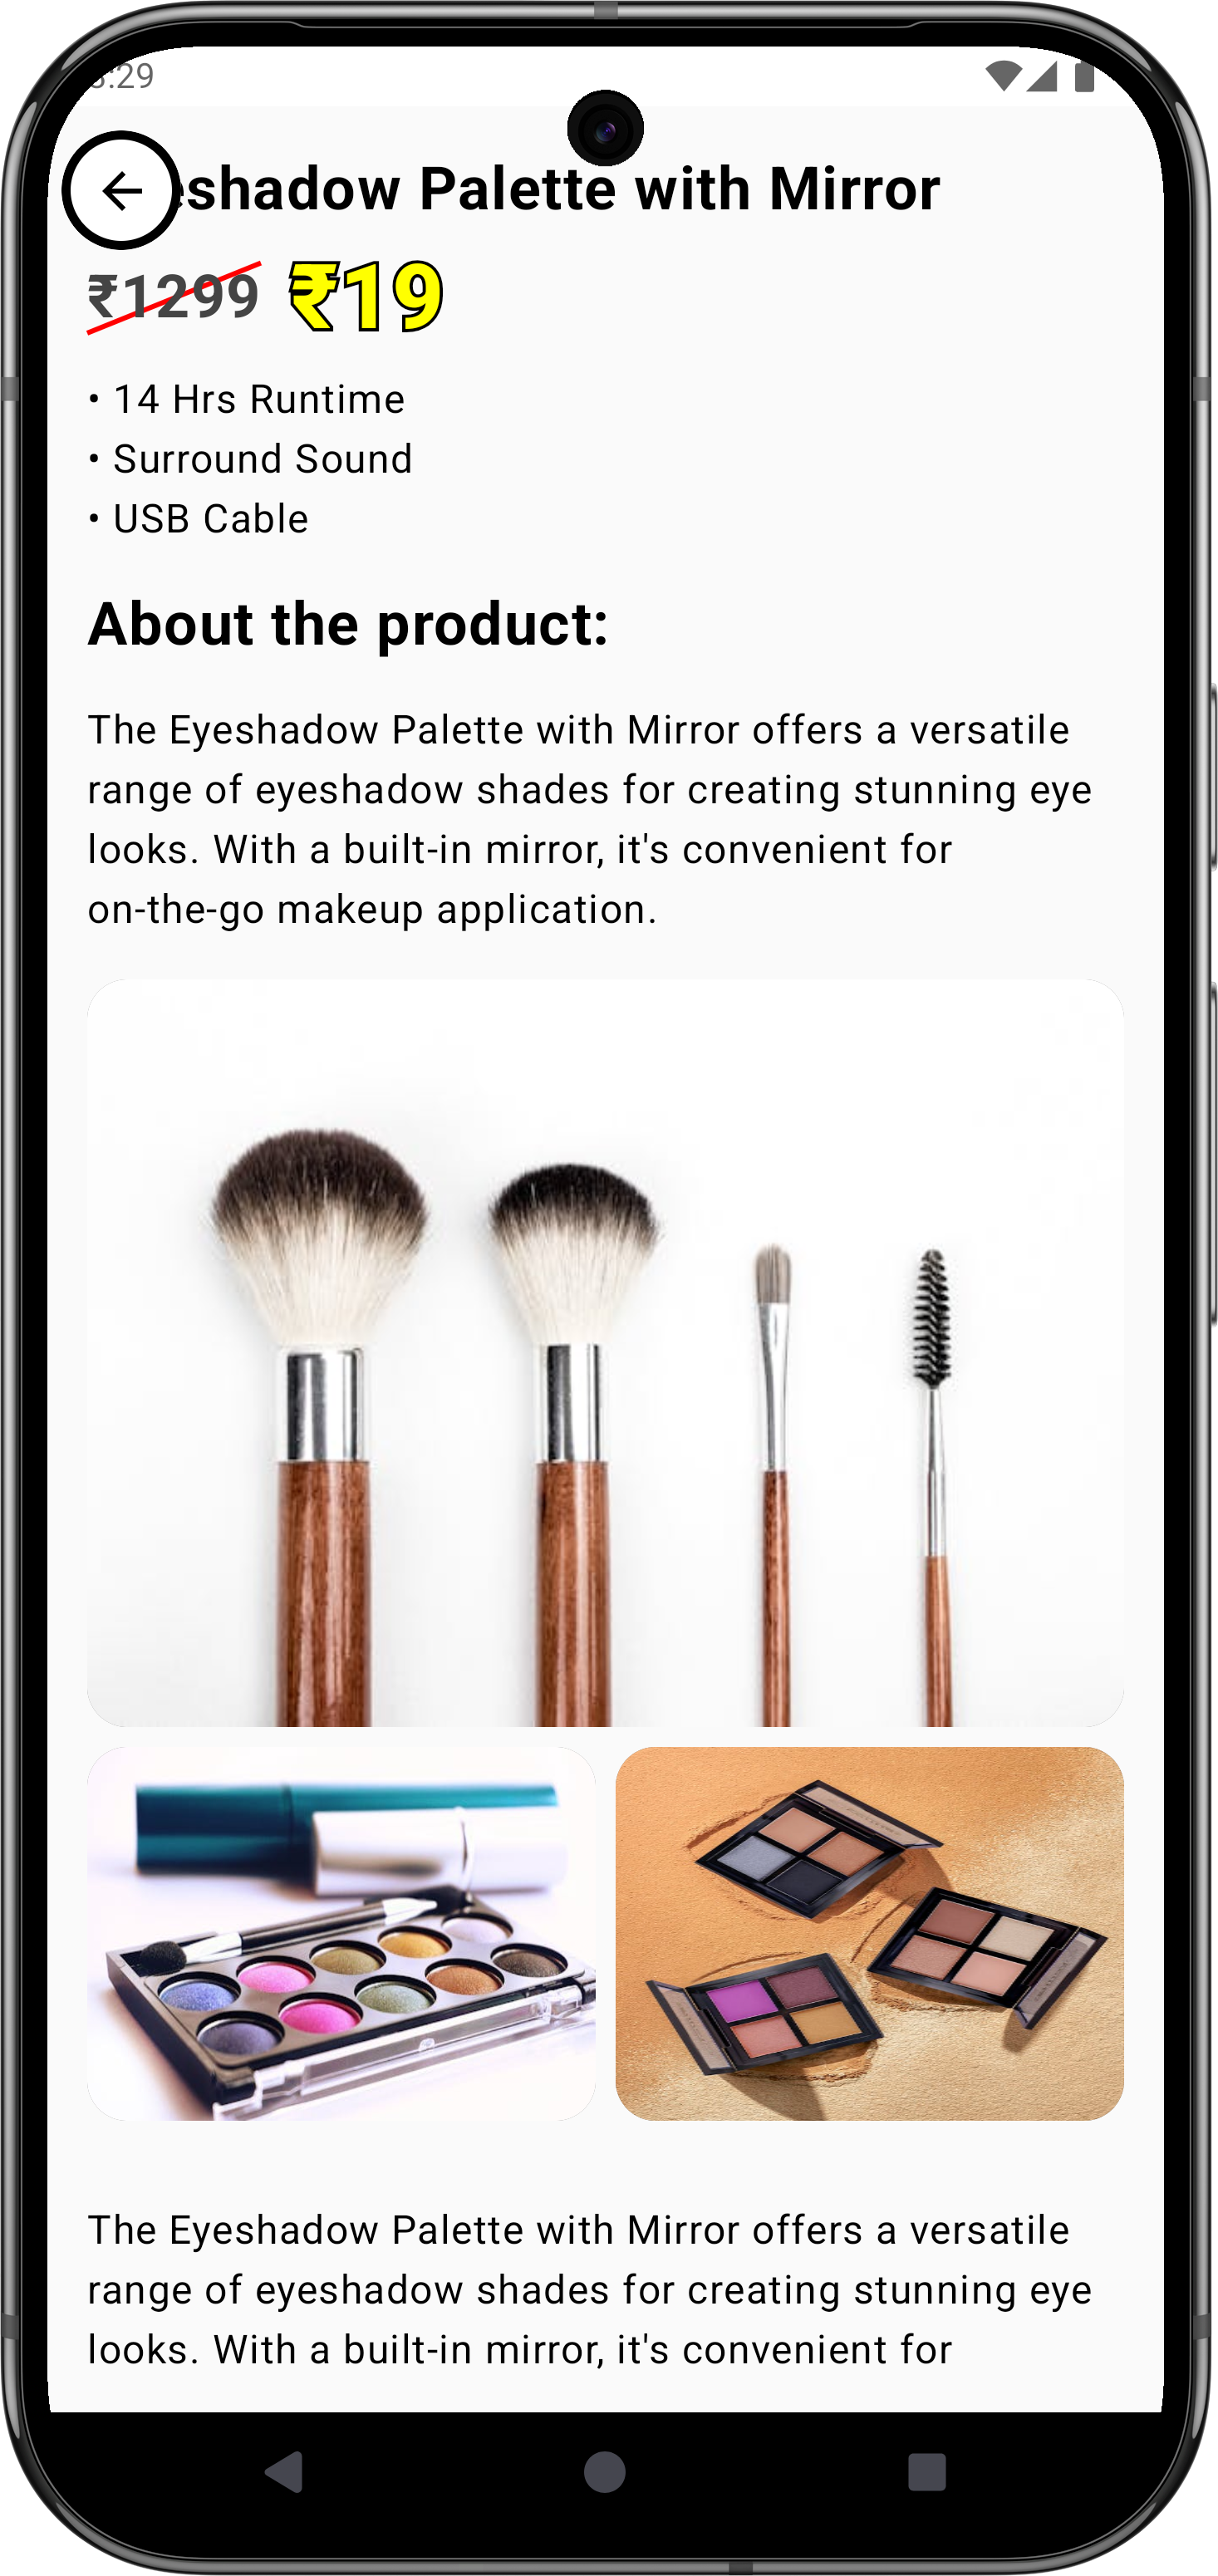 :29
eshadow Palette with Mirror
₹1299 ₹19
• 14 Hrs Runtime
• Surround Sound
• USB Cable
About the product:
The Eyeshadow Palette with Mirror offers a versatile
range of eyeshadow shades for creating stunning eye
looks. With a built-in mirror, it's convenient for
on-the-go makeup application.
The Eyeshadow Palette with Mirror offers a versatile
range of eyeshadow shades for creating stunning eye
looks. With a built-in mirror, it's convenient for